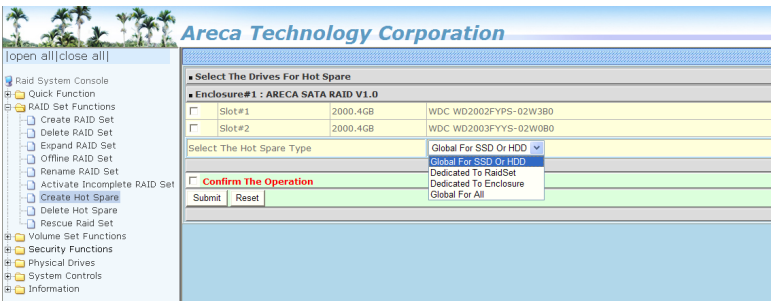 Areca Technology Corporation
|open all|close all|
Raid System Console
Quick Function
RAID Set Functions
Create RAID Set
Delete RAID Set
Expand RAID Set
Offline RAID Set
Rename RAID Set
Activate Incomplete RAID Set
Create Hot Spare
Delete Hot Spare
Rescue Raid Set
Volume Set Functions
Security Functions
Physical Drives
System Controls
Information
Select The Drives For Hot Spare
Enclosure#1 : ARECA SATA RAID V1.0
Slot#1 2000.4GB WDC WD2002FYPS-02W3B0
Slot#2 2000.4GB WDC WD2003FYYS-02W0B0
Select The Hot Spare Type Global For SSD Or HDD
Global For SSD Or HDD
Dedicated To RaidSet
Dedicated To Enclosure
Global For All
Confirm The Operation
Submit Reset